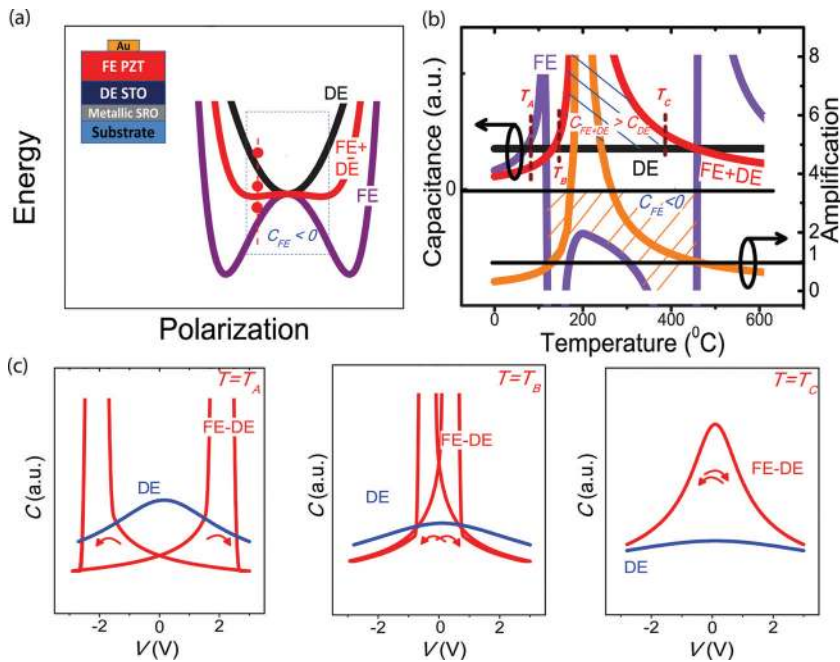 (a)
Au
FE PZT
DE STO
Metallic SRO
Substrate
DE
FE+
DE
FE
C_FE < 0
Energy
Polarization
(b)
FE
T_A
T_B
T_C
C_FE+DE > C_DE
DE
FE+DE
C_FE<0
Capacitance (a.u.)
0
8
6
5
4
2
1
0
Amplification
0 200 400 600
Temperature (⁰C)
(c)
T=T_A
FE-DE
DE
C (a.u.)
-2 0 2
V (V)
T=T_B
FE-DE
DE
C (a.u.)
-2 0 2
V (V)
T=T_C
FE-DE
DE
C (a.u.)
-2 0 2
V (V)